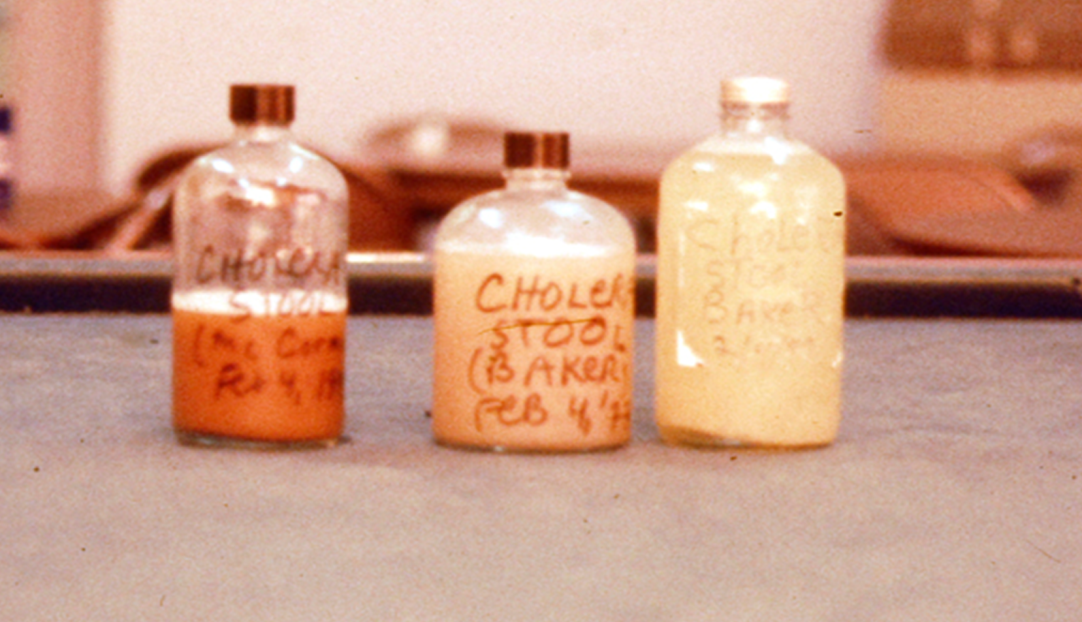 CHOLERA
STOOL
Feb 4,
CHOLER
STOOL
(BAKER
FEB 4, '7
Cholera
STOOL
BAKER